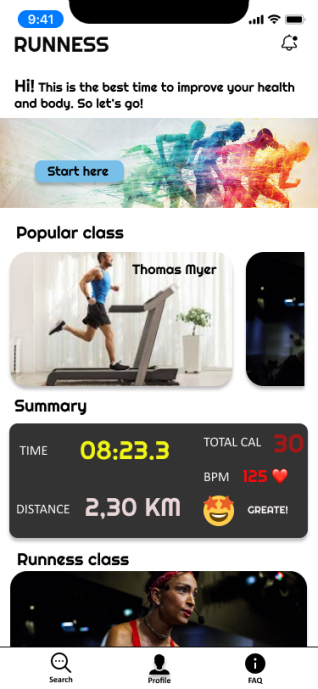 9:41
RUNNESS
Hi! This is the best time to improve your health
and body. So let's go!
Start here
Popular class
Thomas Myer
Summary
TIME 08:23.3
TOTAL CAL 30
BPM 125 ❤️
DISTANCE 2,30 KM
🤩 GREATE!
Runness class
Search Profile FAQ